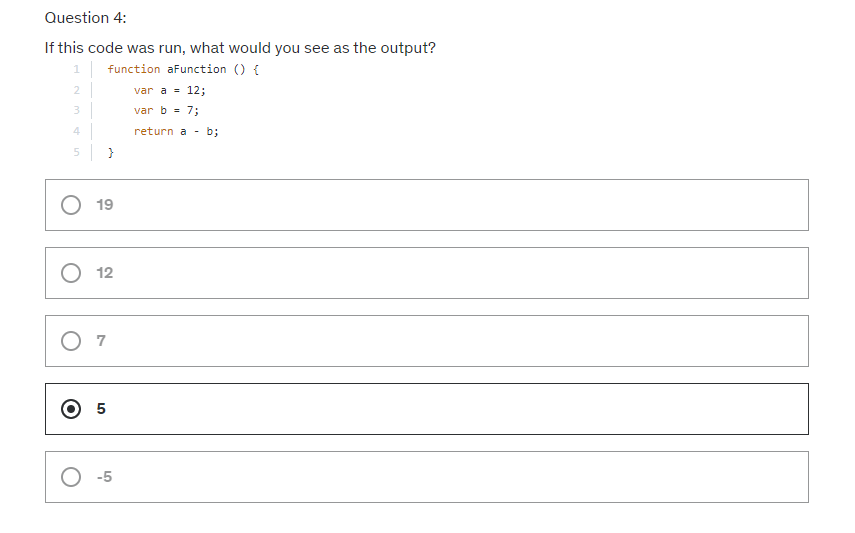 Question 4:
If this code was run, what would you see as the output?
1 function aFunction () {
2 var a = 12;
3 var b = 7;
4 return a - b;
5 }
19
12
7
5
-5